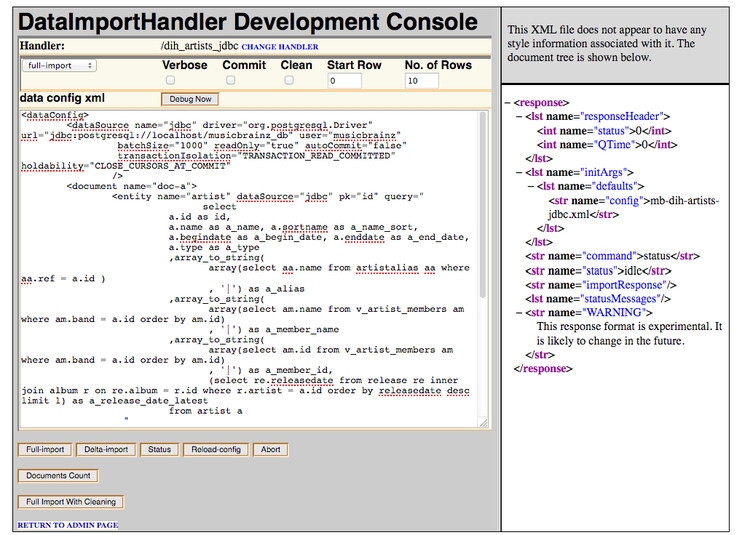 DataImportHandler Development Console
Handler: /dih_artists_jdbc CHANGE HANDLER
full-import Verbose Commit Clean Start Row No. of Rows
0 10
data config xml Debug Now
<dataConfig>
<dataSource name="jdbc" driver="org.postgresql.Driver"
url="jdbc:postgresql://localhost/musicbrainz_db" user="musicbrainz"
batchSize="1000" readOnly="true" autoCommit="false"
transactionIsolation="TRANSACTION_READ_COMMITTED"
holdability="CLOSE_CURSORS_AT_COMMIT"
/>
<document name="doc-a">
<entity name="artist" dataSource="jdbc" pk="id" query="
select
a.id as id,
a.name as a_name, a.sortname as a_name_sort,
a.begindate as a_begin_date, a.enddate as a_end_date,
a.type as a_type
,array_to_string(
array(select aa.name from artistalias aa where
aa.ref = a.id )
, '|') as a_alias
,array_to_string(
array(select am.name from v_artist_members am
where am.band = a.id order by am.id)
, '|') as a_member_name
,array_to_string(
array(select am.id from v_artist_members am
where am.band = a.id order by am.id)
, '|') as a_member_id,
(select re.releasedate from release re inner
join album r on re.album = r.id where r.artist = a.id order by releasedate desc
limit 1) as a_release_date_latest
from artist a
"
Full-import Delta-import Status Reload-config Abort
Documents Count
Full Import With Cleaning
RETURN TO ADMIN PAGE
This XML file does not appear to have any
style information associated with it. The
document tree is shown below.
− <response>
− <lst name="responseHeader">
<int name="status">0</int>
<int name="QTime">0</int>
</lst>
− <lst name="initArgs">
− <lst name="defaults">
<str name="config">mb-dih-artists-
jdbc.xml</str>
</lst>
</lst>
<str name="command">status</str>
<str name="status">idle</str>
<str name="importResponse"/>
<lst name="statusMessages"/>
− <str name="WARNING">
This response format is experimental. It
is likely to change in the future.
</str>
</response>